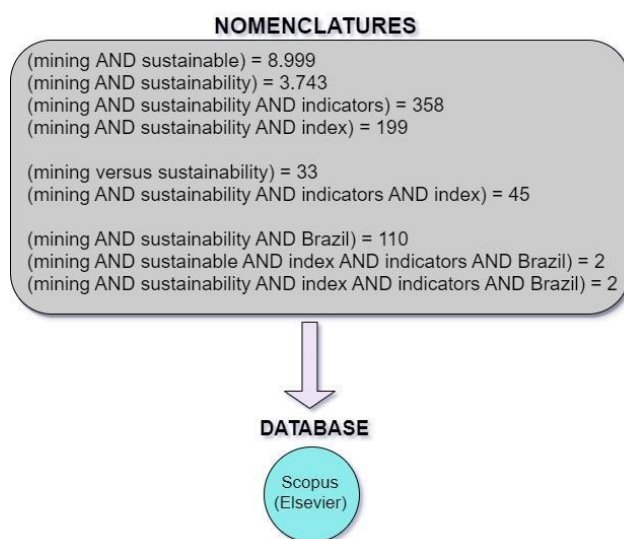 NOMENCLATURES
(mining AND sustainable) = 8.999
(mining AND sustainability) = 3.743
(mining AND sustainability AND indicators) = 358
(mining AND sustainability AND index) = 199
(mining versus sustainability) = 33
(mining AND sustainability AND indicators AND index) = 45
(mining AND sustainability AND Brazil) = 110
(mining AND sustainable AND index AND indicators AND Brazil) = 2
(mining AND sustainability AND index AND indicators AND Brazil) = 2
DATABASE
Scopus
(Elsevier)